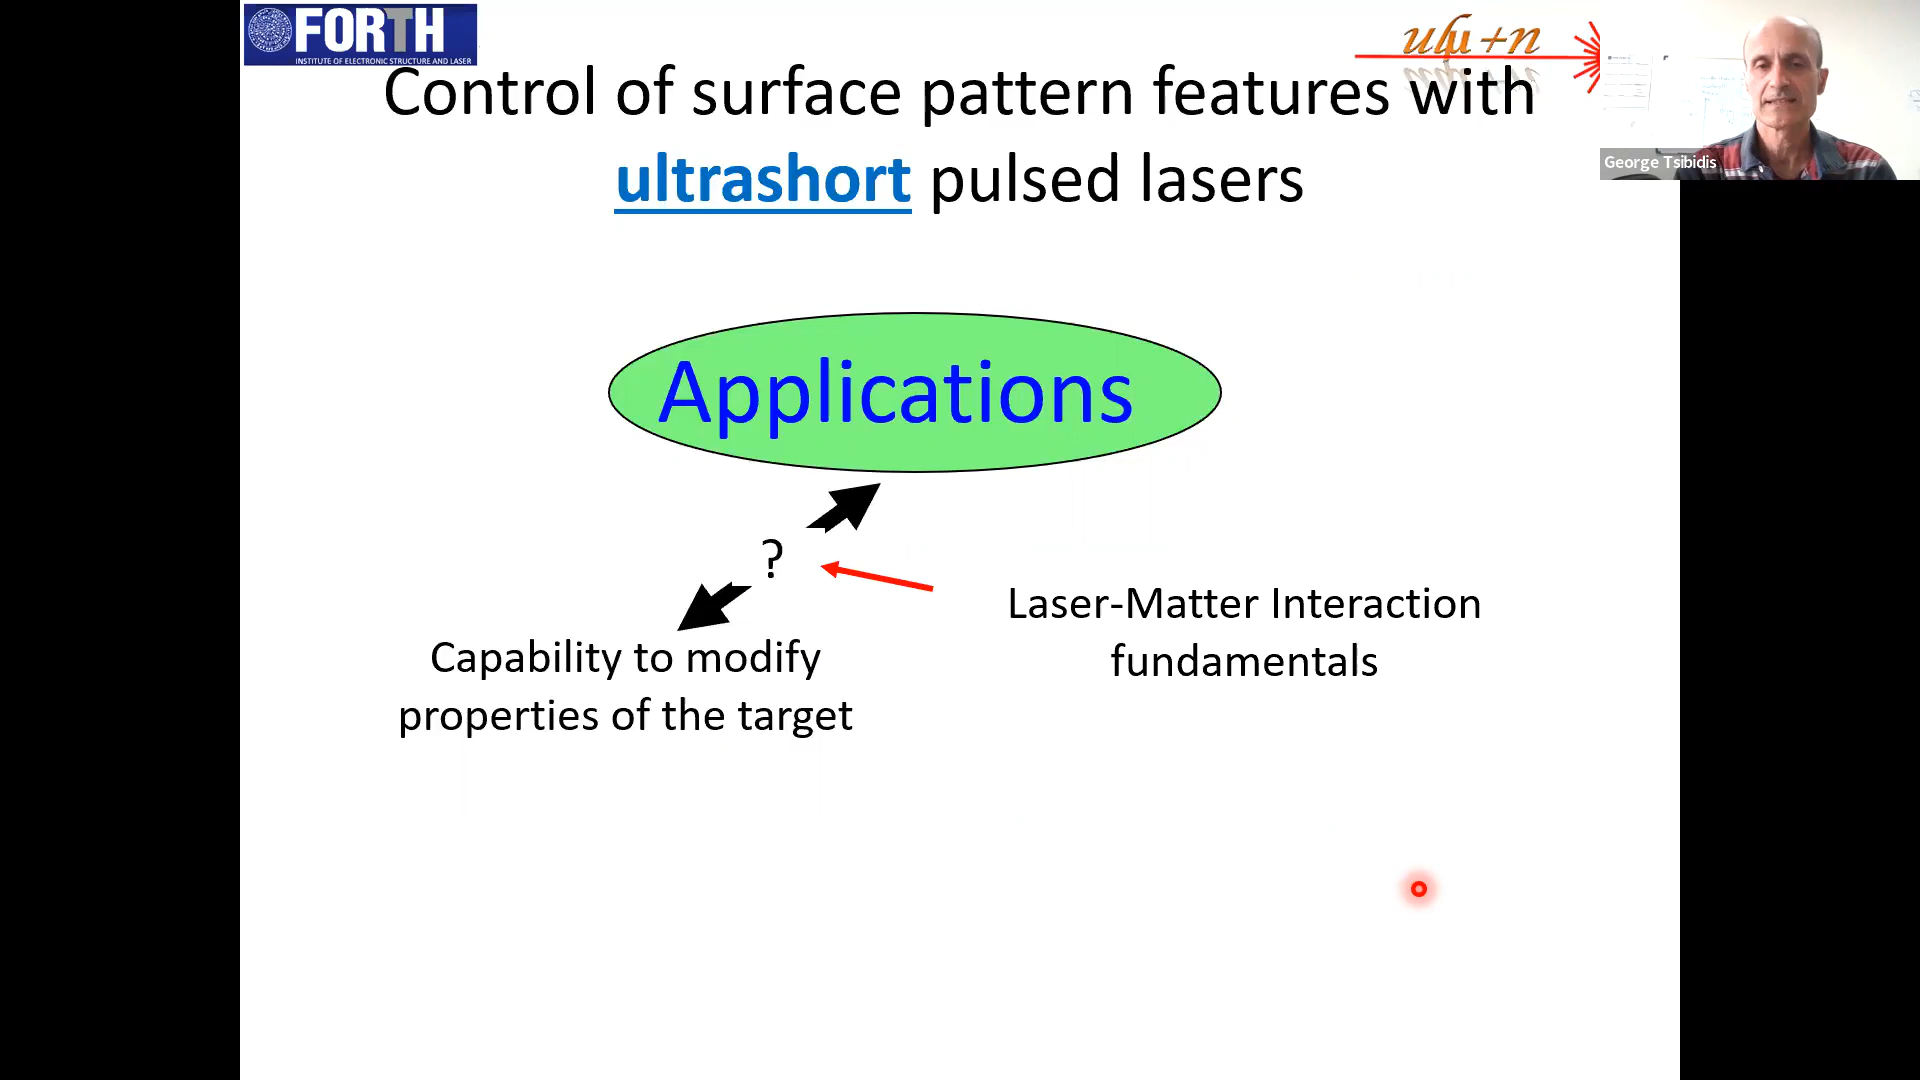 FORTH
INSTITUTE OF ELECTRONIC STRUCTURE AND LASER
Control of surface pattern features with
ultrashort pulsed lasers
George Tsibidis
Applications
?
Laser-Matter Interaction
fundamentals
Capability to modify
properties of the target